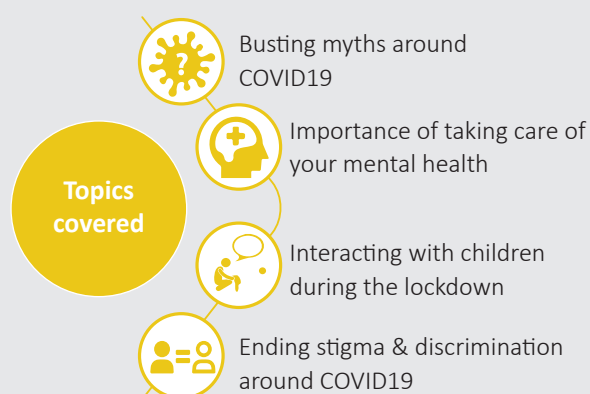 Busting myths around
COVID19
Importance of taking care of
your mental health
Topics
covered
Interacting with children
during the lockdown
Ending stigma & discrimination
around COVID19